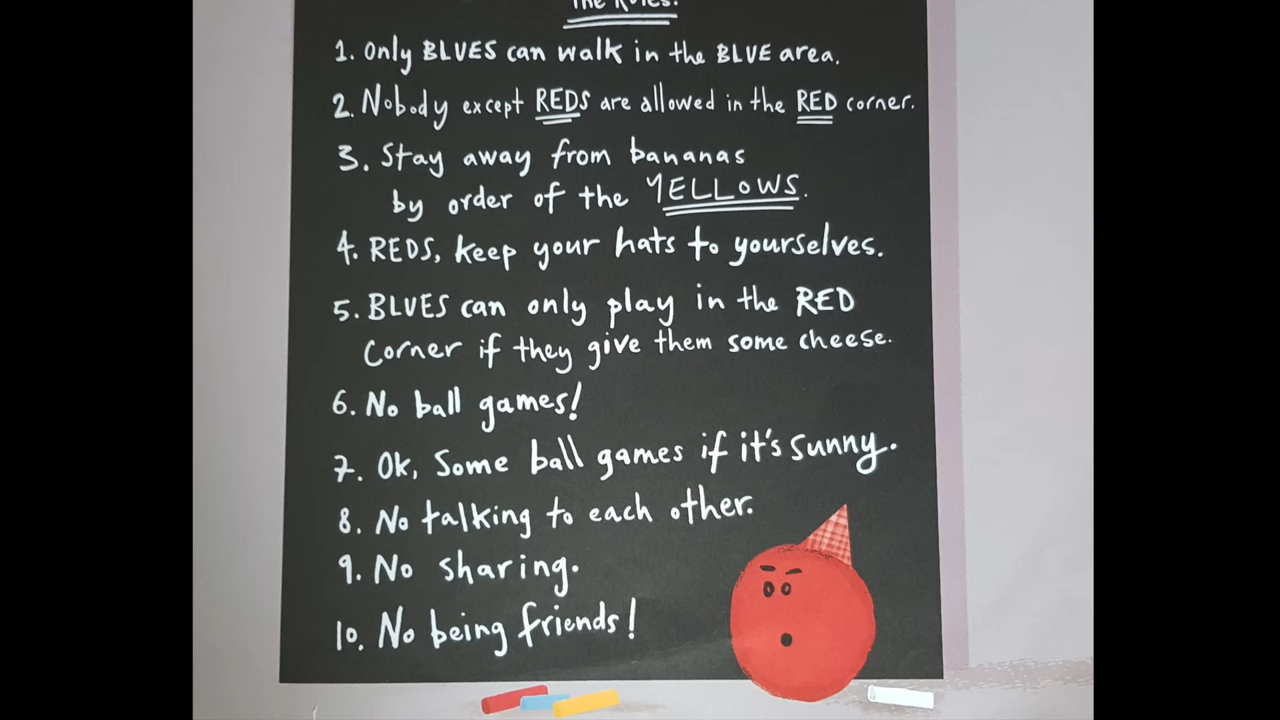 The Rules:
1. Only BLUES can walk in the BLUE area.
2. Nobody except REDS are allowed in the RED corner.
3. Stay away from bananas
by order of the YELLOWS.
4. REDS, keep your hats to yourselves.
5. BLUES can only play in the RED
corner if they give them some cheese.
6. No ball games!
7. Ok, Some ball games if it's sunny.
8. No talking to each other.
9. No sharing.
10. No being friends!